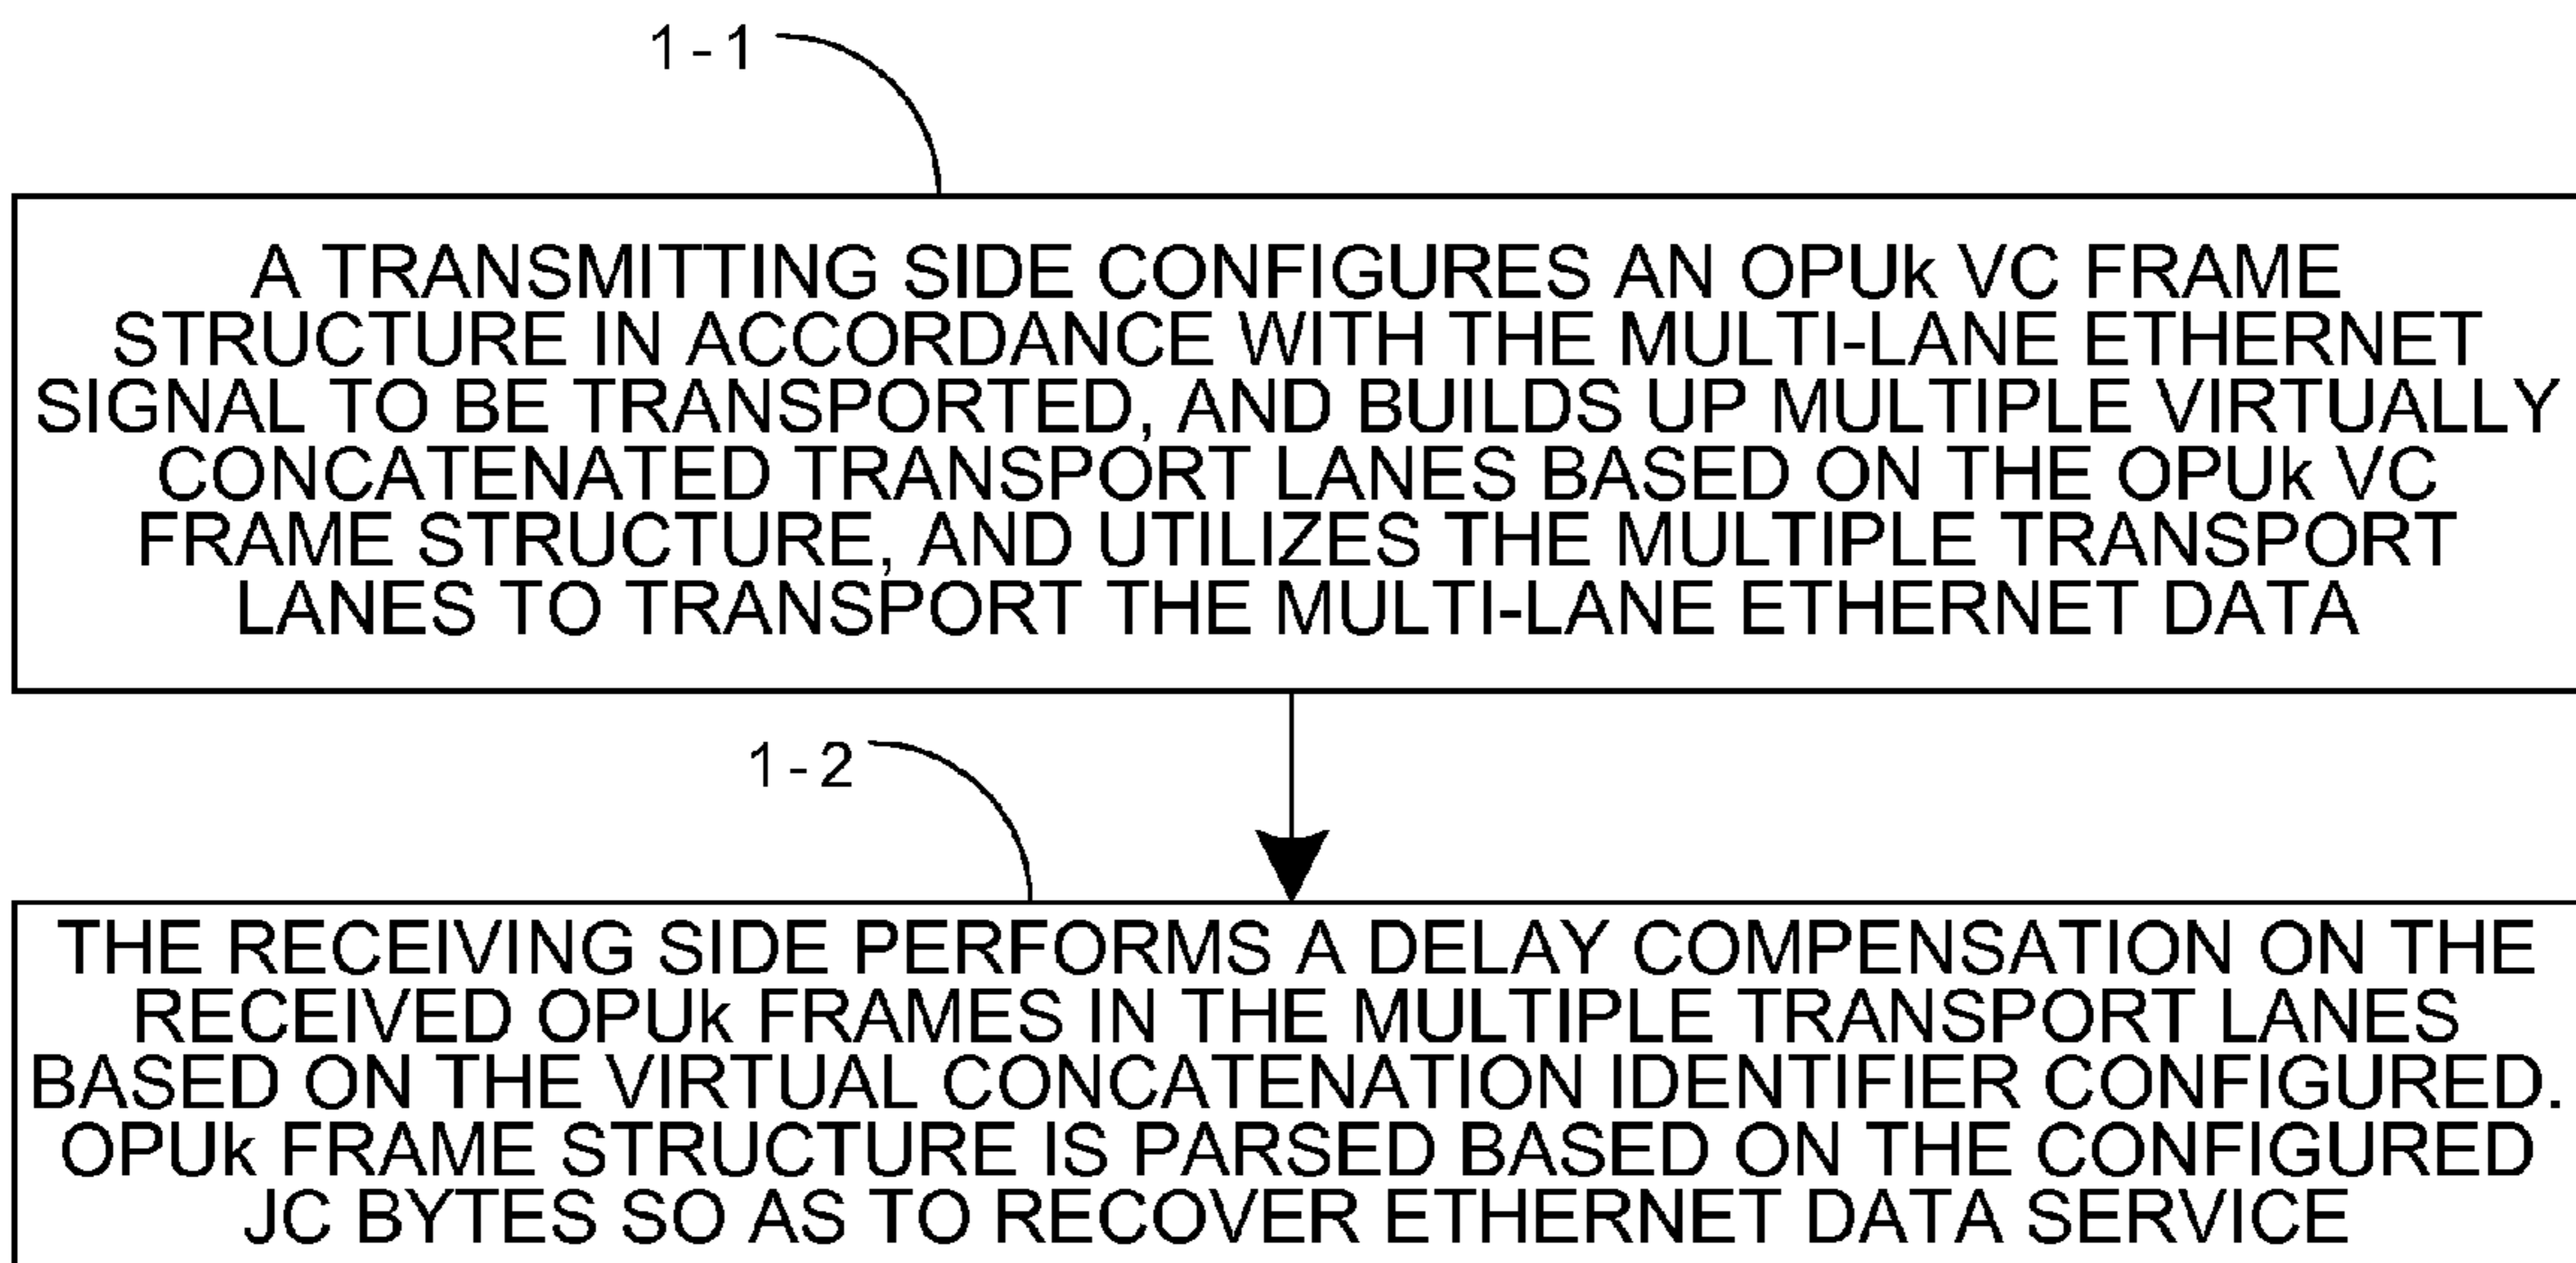 1-1
A TRANSMITTING SIDE CONFIGURES AN OPUk VC FRAME
STRUCTURE IN ACCORDANCE WITH THE MULTI-LANE ETHERNET
SIGNAL TO BE TRANSPORTED, AND BUILDS UP MULTIPLE VIRTUALLY
CONCATENATED TRANSPORT LANES BASED ON THE OPUk VC
FRAME STRUCTURE, AND UTILIZES THE MULTIPLE TRANSPORT
LANES TO TRANSPORT THE MULTI-LANE ETHERNET DATA
1-2
THE RECEIVING SIDE PERFORMS A DELAY COMPENSATION ON THE
RECEIVED OPUk FRAMES IN THE MULTIPLE TRANSPORT LANES
BASED ON THE VIRTUAL CONCATENATION IDENTIFIER CONFIGURED.
OPUk FRAME STRUCTURE IS PARSED BASED ON THE CONFIGURED
JC BYTES SO AS TO RECOVER ETHERNET DATA SERVICE